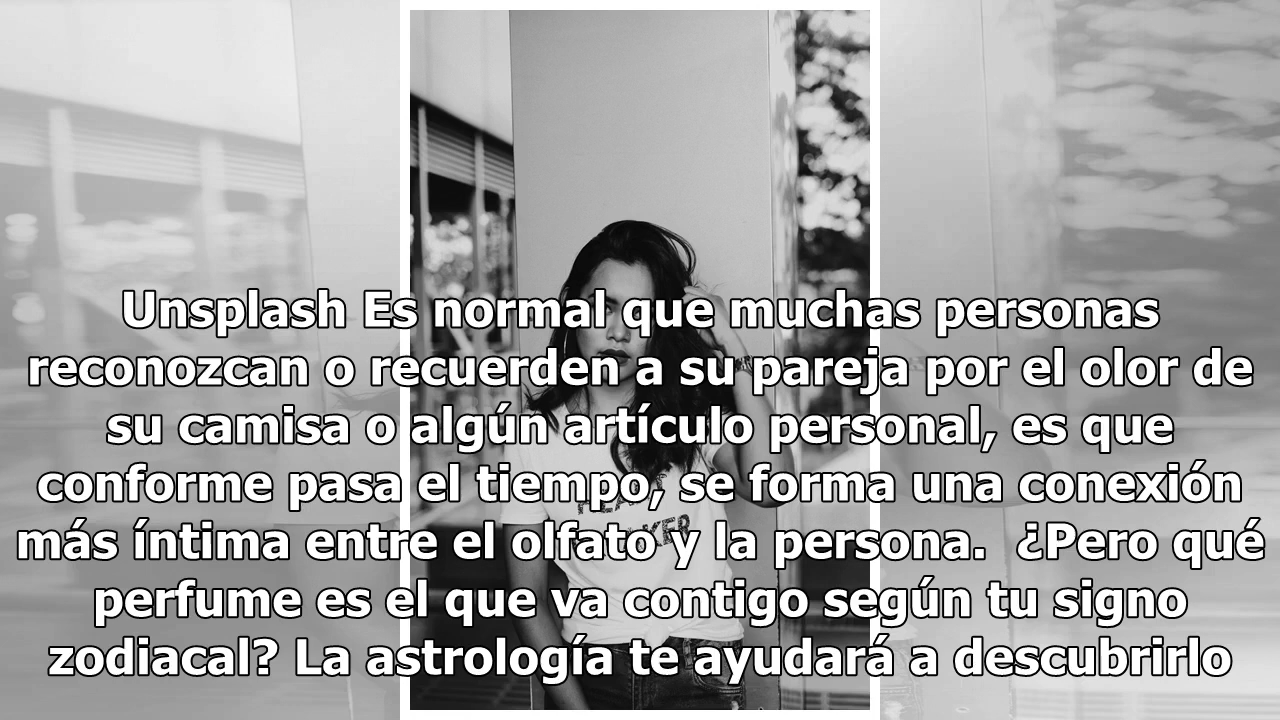 Unsplash Es normal que muchas personas
reconozcan o recuerden a su pareja por el olor de
su camisa o algún artículo personal, es que
conforme pasa el tiempo, se forma una conexión
más íntima entre el olfato y la persona.  ¿Pero qué
perfume es el que va contigo según tu signo
zodiacal? La astrología te ayudará a descubrirlo